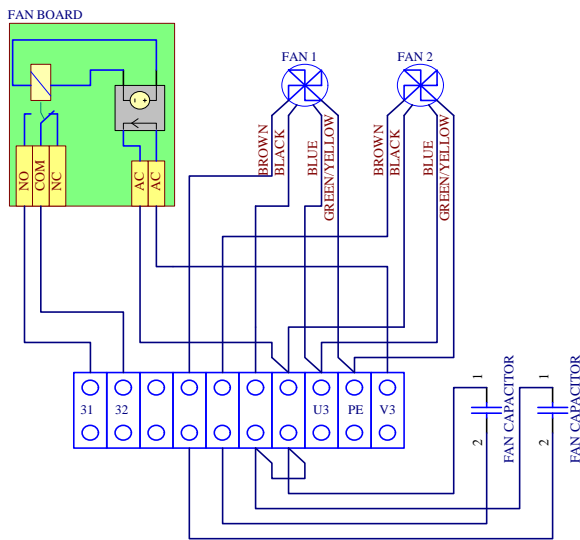 FAN BOARD
FAN 1
FAN 2
NO
COM
NC
AC
AC
BROWN
BLACK
BLUE
GREEN/YELLOW
BROWN
BLACK
BLUE
GREEN/YELLOW
31
32
U3
PE
V3
1
2
FAN CAPACITOR
1
2
FAN CAPACITOR